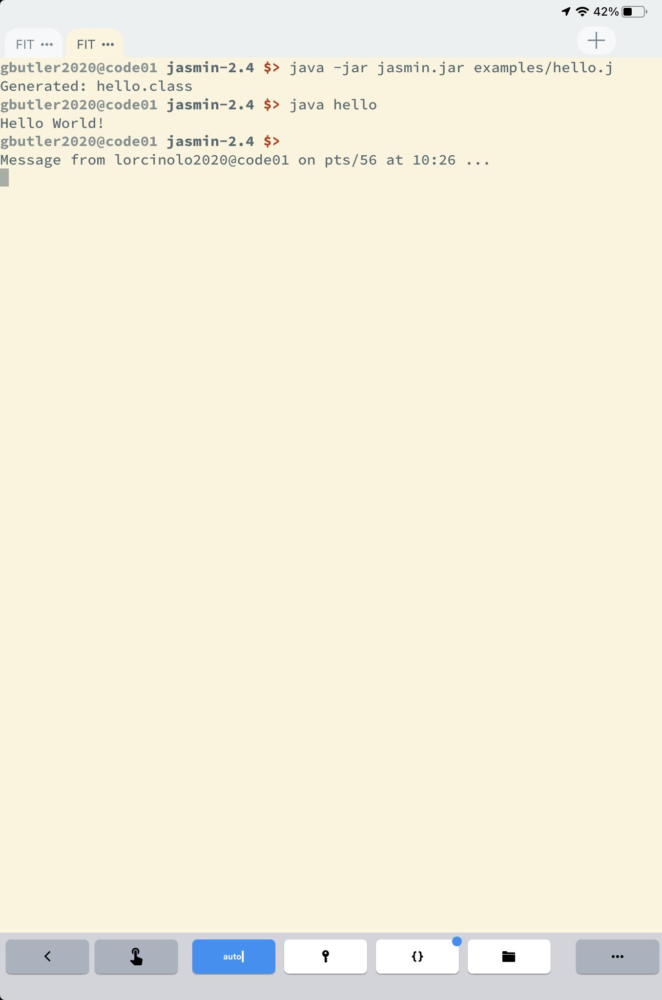 42%
FIT ••• FIT •••
gbutler2020@code01 jasmin-2.4 $> java -jar jasmin.jar examples/hello.j
Generated: hello.class
gbutler2020@code01 jasmin-2.4 $> java hello
Hello World!
gbutler2020@code01 jasmin-2.4 $>
Message from lorcinolo2020@code01 on pts/56 at 10:26 ...
auto {} •••